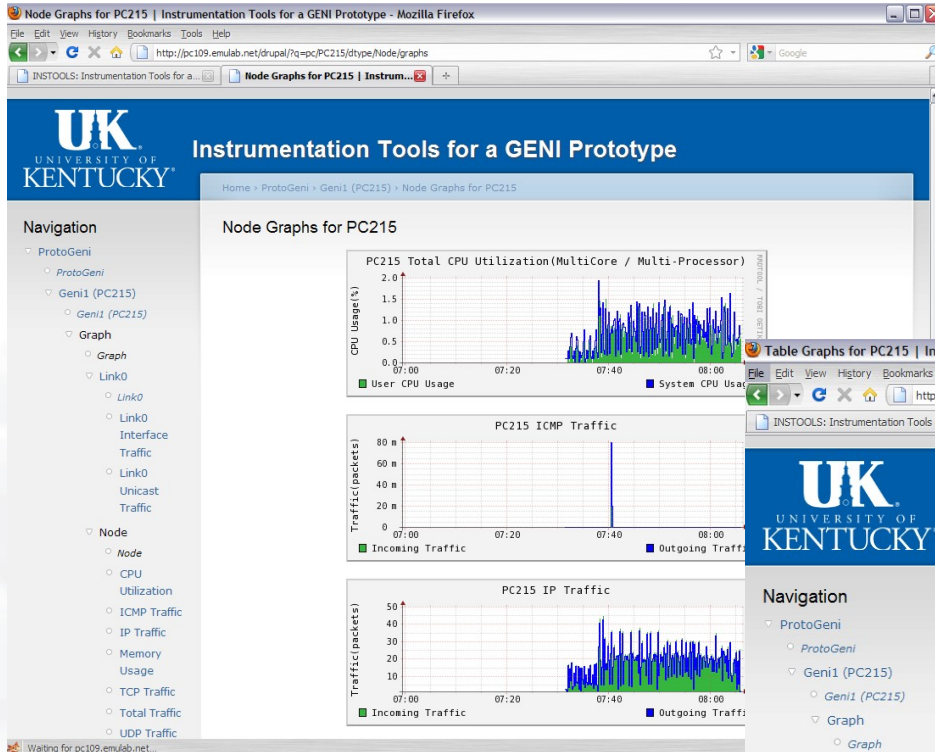 Node Graphs for PC215 | Instrumentation Tools for a GENI Prototype - Mozilla Firefox
File Edit View History Bookmarks Tools Help
http://pc109.emulab.net/drupal/?q=pc/PC215/dtype/Node/graphs
Google
INSTOOLS: Instrumentation Tools for a...
Node Graphs for PC215 | Instrum...
UK
UNIVERSITY OF
KENTUCKY
Instrumentation Tools for a GENI Prototype
Home › ProtoGeni › Geni1 (PC215) › Node Graphs for PC215
Navigation
ProtoGeni
ProtoGeni
Geni1 (PC215)
Geni1 (PC215)
Graph
Graph
Link0
Link0
Link0
Interface
Traffic
Link0
Unicast
Traffic
Node
Node
CPU
Utilization
ICMP Traffic
IP Traffic
Memory
Usage
TCP Traffic
Total Traffic
UDP Traffic
Node Graphs for PC215
PC215 Total CPU Utilization(MultiCore / Multi-Processor)
RRDTOOL / TOBI OETIK
CPU Usage(%)
2.0
1.5
1.0
0.5
0.0
07:00 07:20 07:40 08:00
User CPU Usage System CPU Usag
PC215 ICMP Traffic
Traffic(packets)
80 m
60 m
40 m
20 m
0
07:00 07:20 07:40 08:00
Incoming Traffic Outgoing Traffi
PC215 IP Traffic
Traffic(packets)
50
40
30
20
10
07:00 07:20 07:40 08:00
Incoming Traffic Outgoing Traffi
Waiting for pc109.emulab.net...
Table Graphs for PC215 | In
File Edit View History Bookmarks
http
INSTOOLS: Instrumentation Tools
UK
UNIVERSITY OF
KENTUCKY
Navigation
ProtoGeni
ProtoGeni
Geni1 (PC215)
Geni1 (PC215)
Graph
Graph